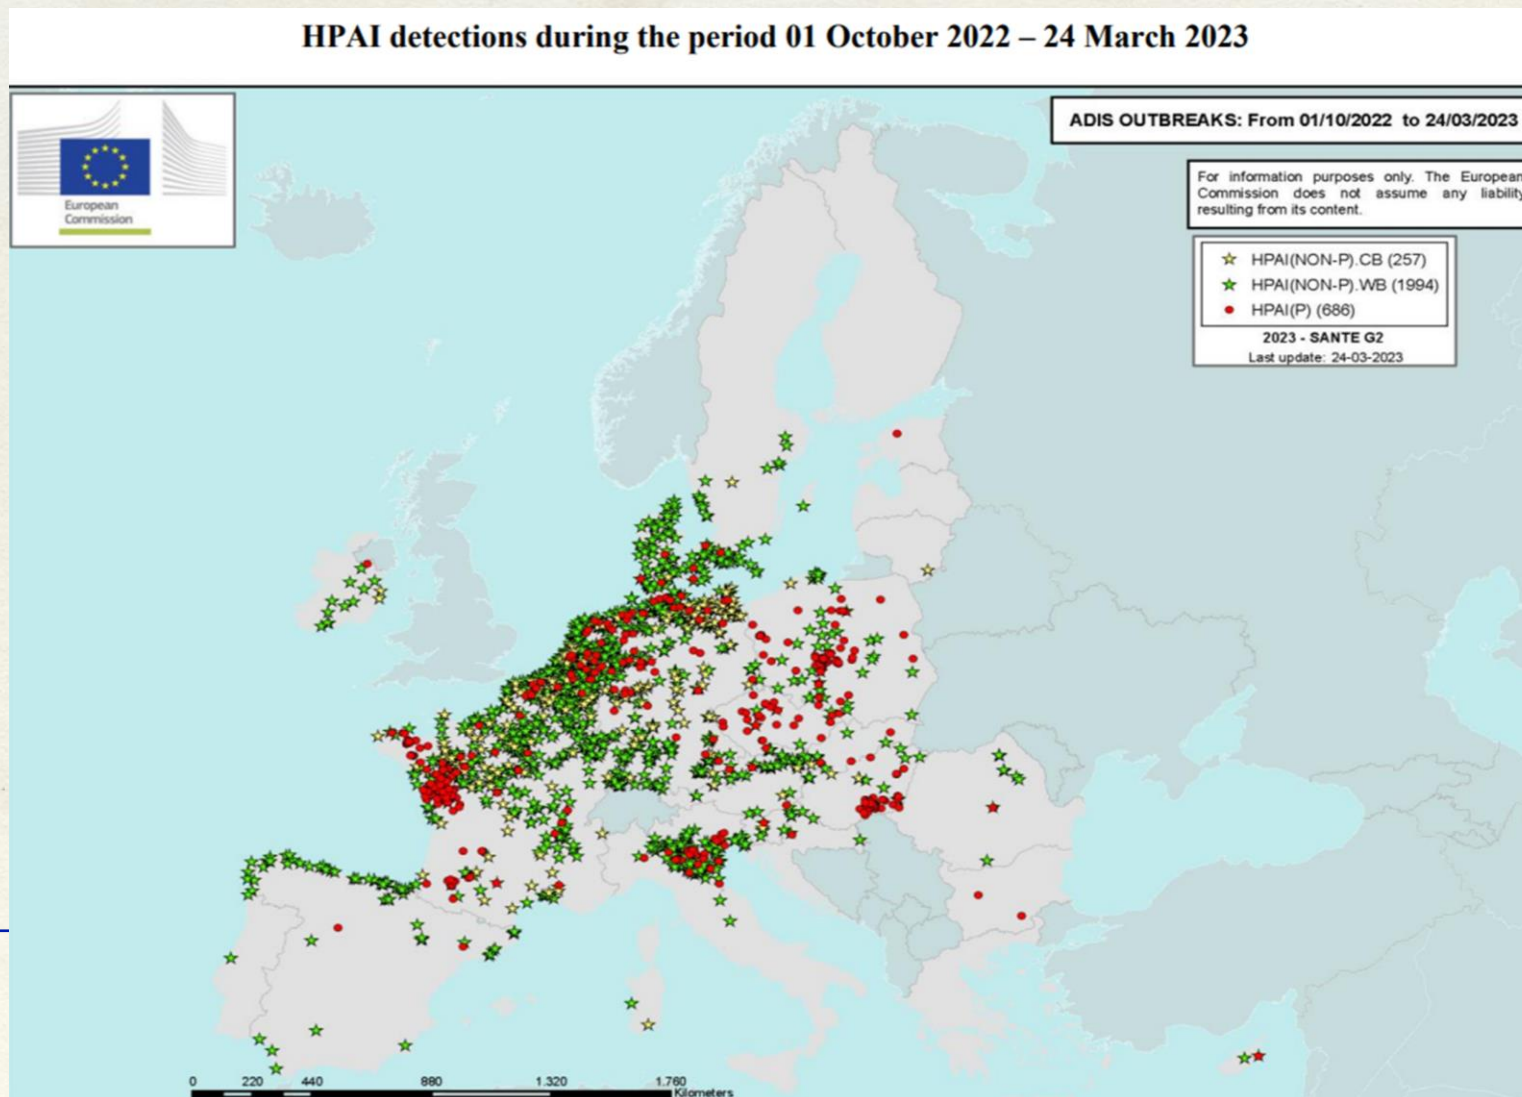 HPAI detections during the period 01 October 2022 – 24 March 2023
European
Commission
ADIS OUTBREAKS: From 01/10/2022 to 24/03/2023
For information purposes only. The European
Commission does not assume any liability
resulting from its content.
HPAI(NON-P).CB (257)
HPAI(NON-P).WB (1994)
HPAI(P) (686)
2023 - SANTE G2
Last update: 24-03-2023
0 220 440 880 1.320 1.760
Kilometers